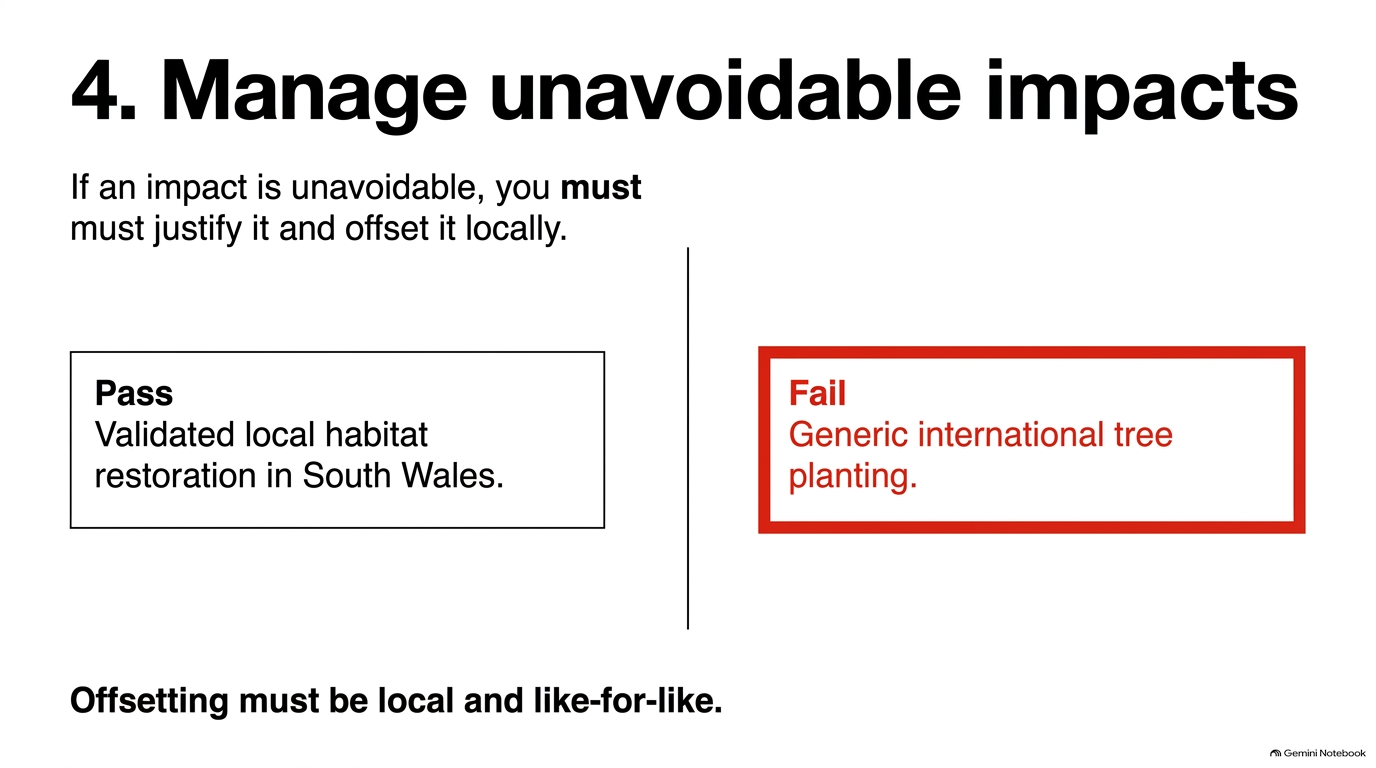 4. Manage unavoidable impacts
If an impact is unavoidable, you must
must justify it and offset it locally.
Pass
Validated local habitat
restoration in South Wales.
Fail
Generic international tree
planting.
Offsetting must be local and like-for-like.
Gemini Notebook